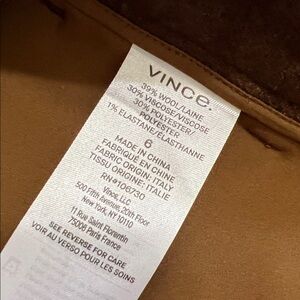 VINCE.
39% WOOL/LAINE
30% VISCOSE/VISCOSE
30% POLYESTER/
POLYESTER
1% ELASTANE/ÉLASTHANNE
6
MADE IN CHINA
FABRIQUÉ EN CHINE
FABRIC ORIGIN: ITALY
TISSU ORIGINE: ITALIE
RN#106730
Vince, LLC
500 Fifth Avenue, 20th Floor
New York, NY 10110
11 Rue Saint Florentin
75008 Paris France
SEE REVERSE FOR CARE
VOIR AU VERSO POUR LES SOINS